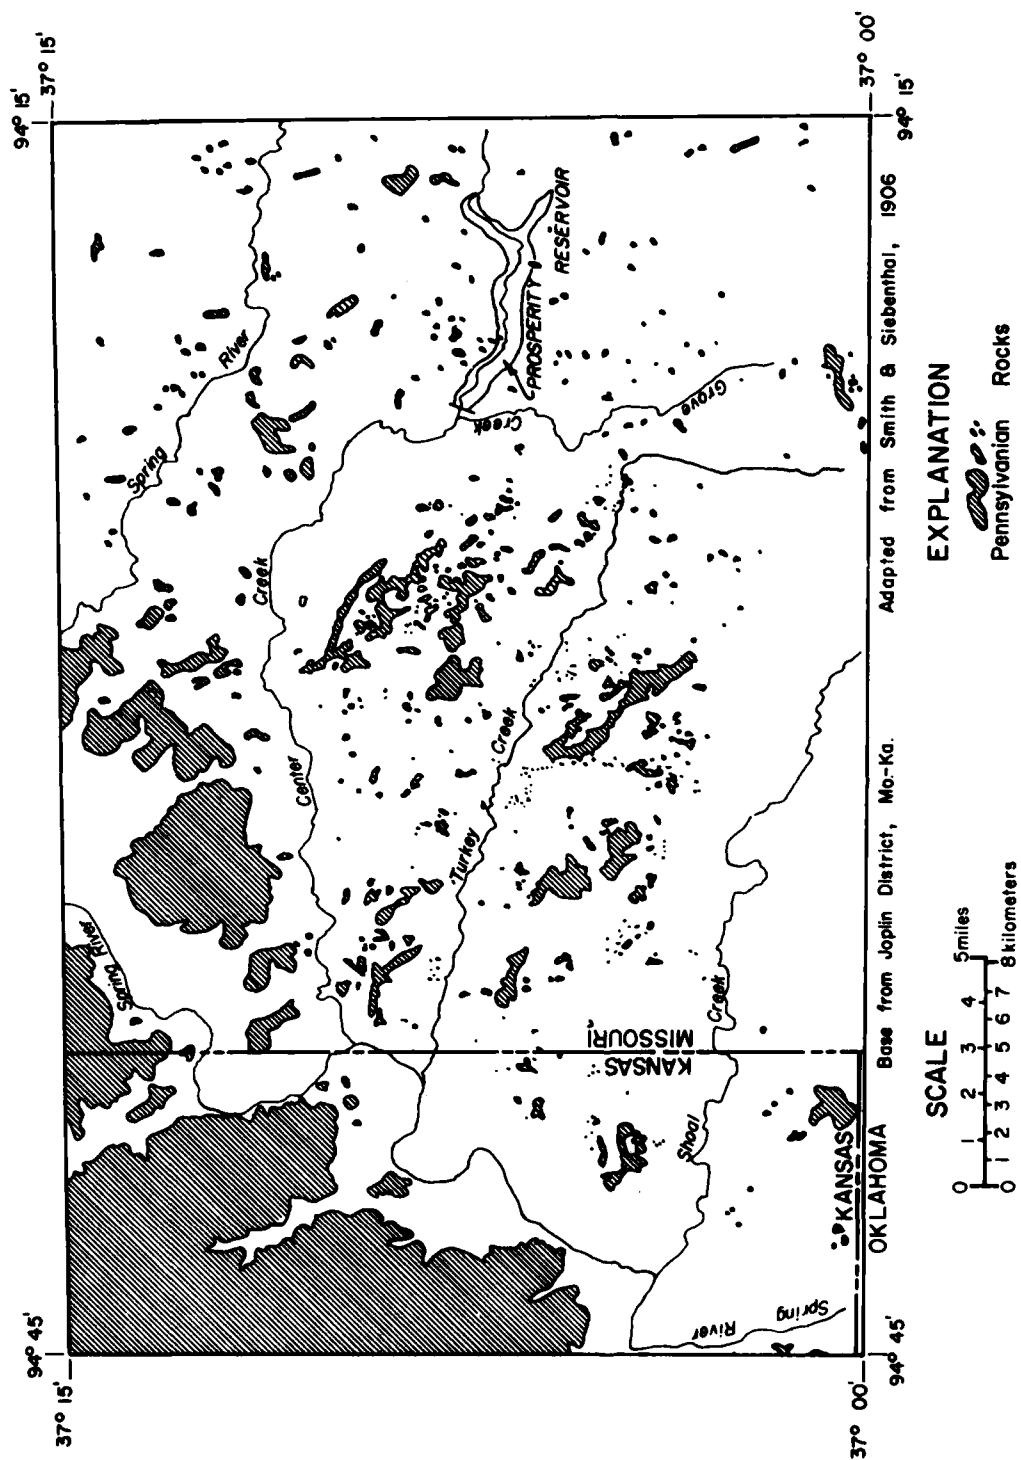 94° 45'
94° 15'
37° 15'
37° 15'
Spring River
Spring
River
Center
Creek
Turkey
Creek
PROSPERITY
RESERVOIR
Creek
Grove
KANSAS
MISSOURI
Shoal
Creek
River
Spring
KANSAS
OKLAHOMA
37° 00'
37° 00'
94° 45'
94° 15'
Base from Joplin District, Mo.-Ka.
Adapted from Smith & Siebenthal, 1906
SCALE
0 1 2 3 4 5 miles
0 1 2 3 4 5 6 7 8 kilometers
EXPLANATION
Pennsylvanian Rocks